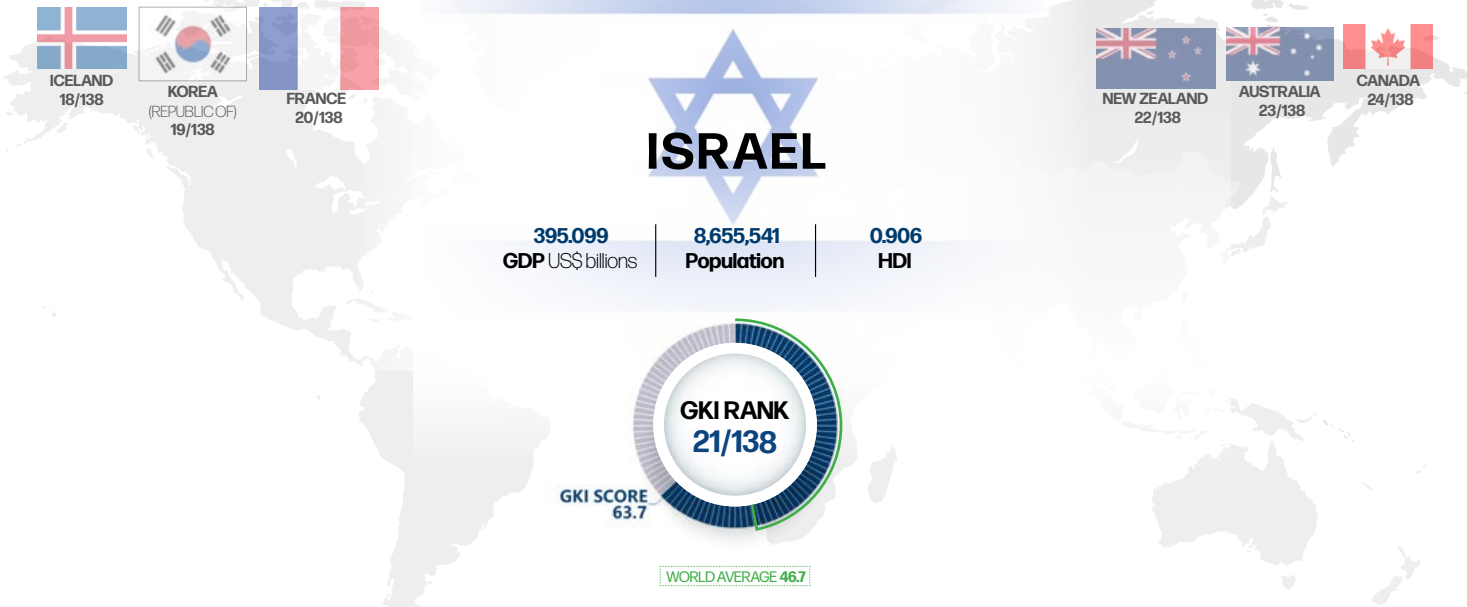 ICELAND
18/138
KOREA
(REPUBLIC OF)
19/138
FRANCE
20/138
NEW ZEALAND
22/138
AUSTRALIA
23/138
CANADA
24/138
ISRAEL
395.099
GDP US$ billions
8,655,541
Population
0.906
HDI
GKI RANK
21/138
GKI SCORE
63.7
WORLD AVERAGE 46.7